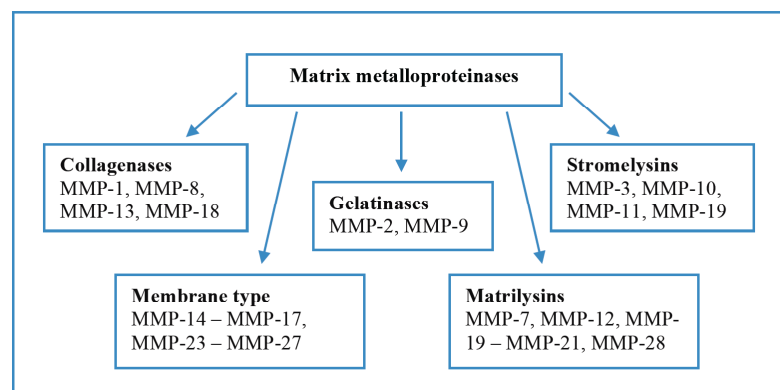 Matrix metalloproteinases
Collagenases
MMP-1, MMP-8,
MMP-13, MMP-18
Gelatinases
MMP-2, MMP-9
Stromelysins
MMP-3, MMP-10,
MMP-11, MMP-19
Membrane type
MMP-14 – MMP-17,
MMP-23 – MMP-27
Matrilysins
MMP-7, MMP-12, MMP-
19 – MMP-21, MMP-28